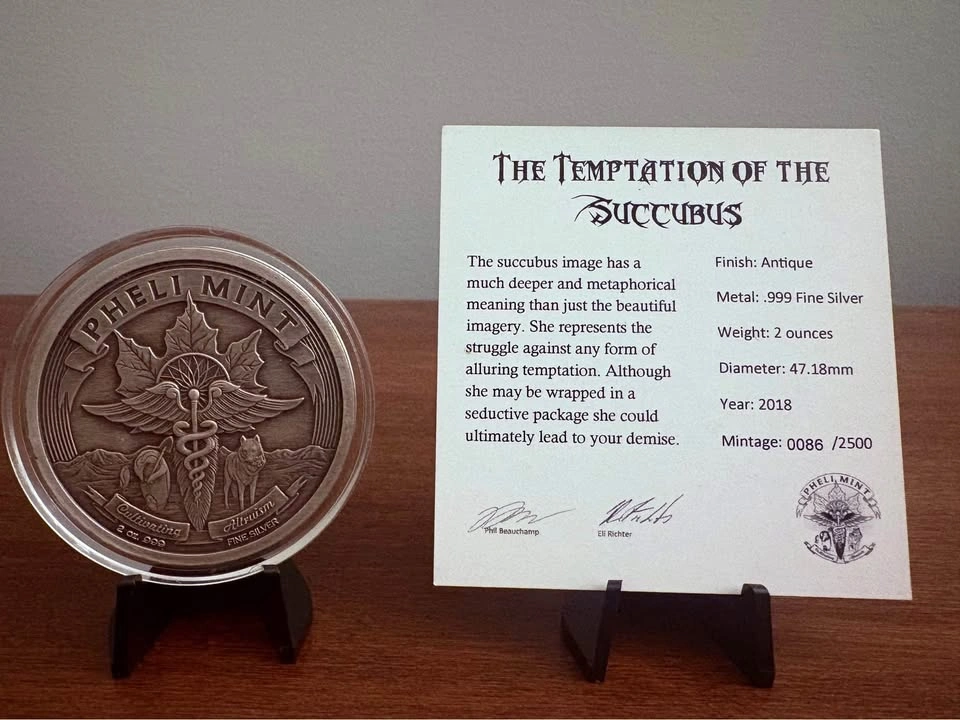 PHELI MINT
Cultivating Altruism
2 oz .999 FINE SILVER
THE TEMPTATION OF THE
SUCCUBUS
The succubus image has a
much deeper and metaphorical
meaning than just the beautiful
imagery. She represents the
struggle against any form of
alluring temptation. Although
she may be wrapped in a
seductive package she could
ultimately lead to your demise.
Finish: Antique
Metal: .999 Fine Silver
Weight: 2 ounces
Diameter: 47.18mm
Year: 2018
Mintage: 0086 /2500
Phil Beauchamp
Eli Richter
PHELI MINT